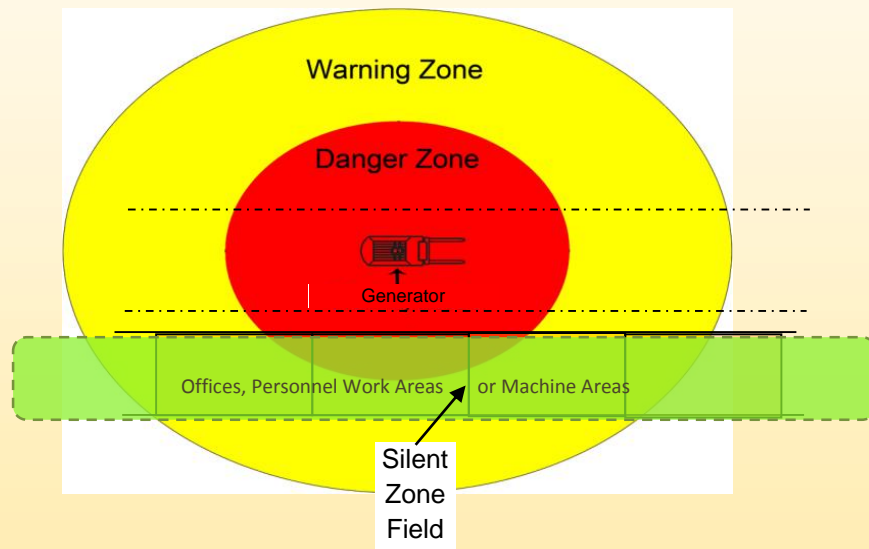 Warning Zone
Danger Zone
Generator
Offices, Personnel Work Areas or Machine Areas
Silent
Zone
Field